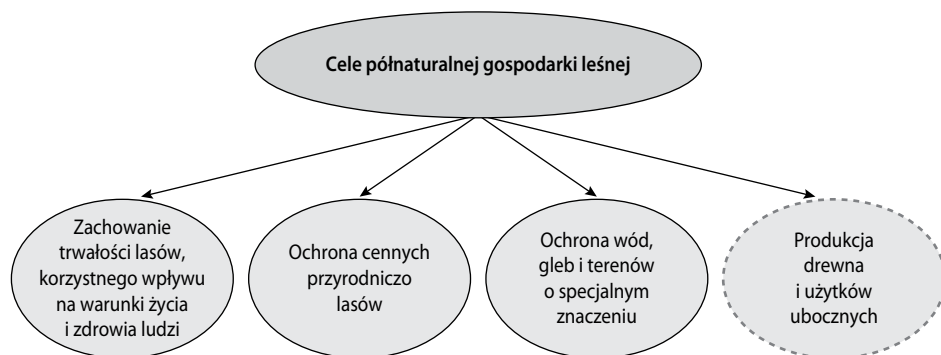 Cele półnaturalnej gospodarki leśnej
Zachowanie
trwałości lasów,
korzystnego wpływu
na warunki życia
i zdrowia ludzi
Ochrona cennych
przyrodniczo
lasów
Ochrona wód,
gleb i terenów
o specjalnym
znaczeniu
Produkcja
drewna
i użytków
ubocznych